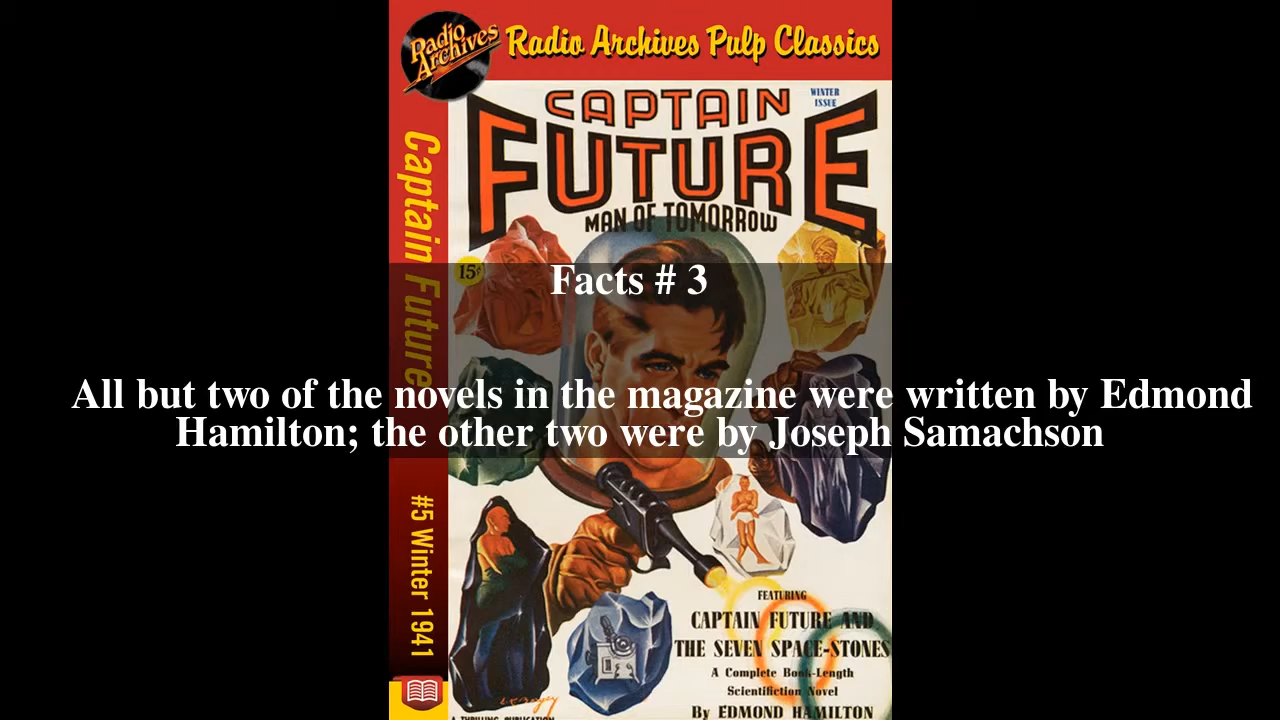 Radio Archives
Radio Archives Pulp Classics
WINTER
ISSUE
CAPTAIN
FUTURE
MAN OF TOMORROW
15¢
Captain Future
Facts # 3
All but two of the novels in the magazine were written by Edmond
Hamilton; the other two were by Joseph Samachson
#5 Winter 1941
FEATURING
CAPTAIN FUTURE AND
THE SEVEN SPACE-STONES
A Complete Book-Length
Scientifiction Novel
By EDMOND HAMILTON
A THRILLING PUBLICATION